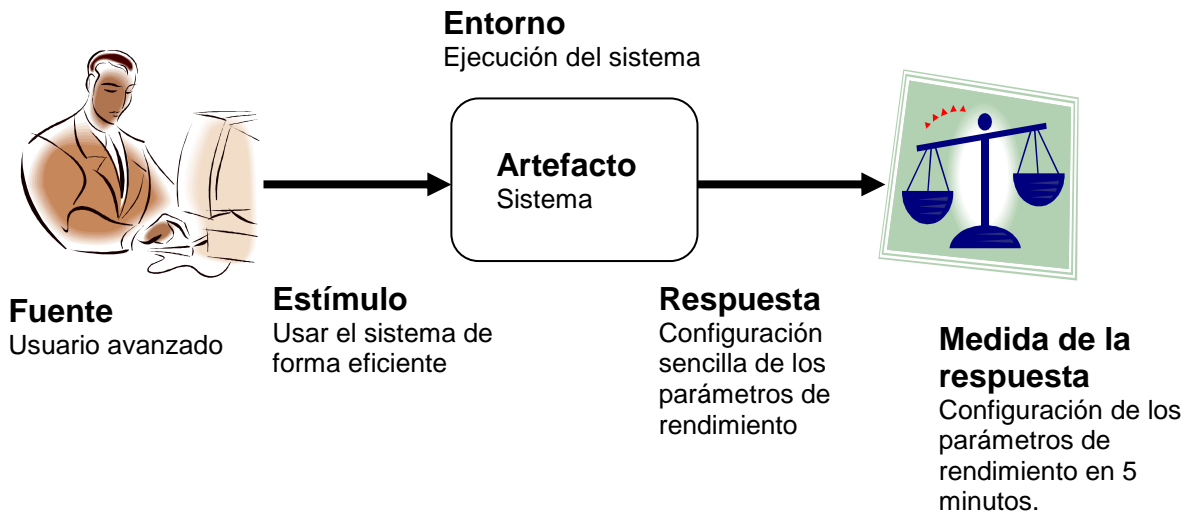 Entorno
Ejecución del sistema
Artefacto
Sistema
Fuente
Usuario avanzado
Estímulo
Usar el sistema de
forma eficiente
Respuesta
Configuración
sencilla de los
parámetros de
rendimiento
Medida de la
respuesta
Configuración de los
parámetros de
rendimiento en 5
minutos.